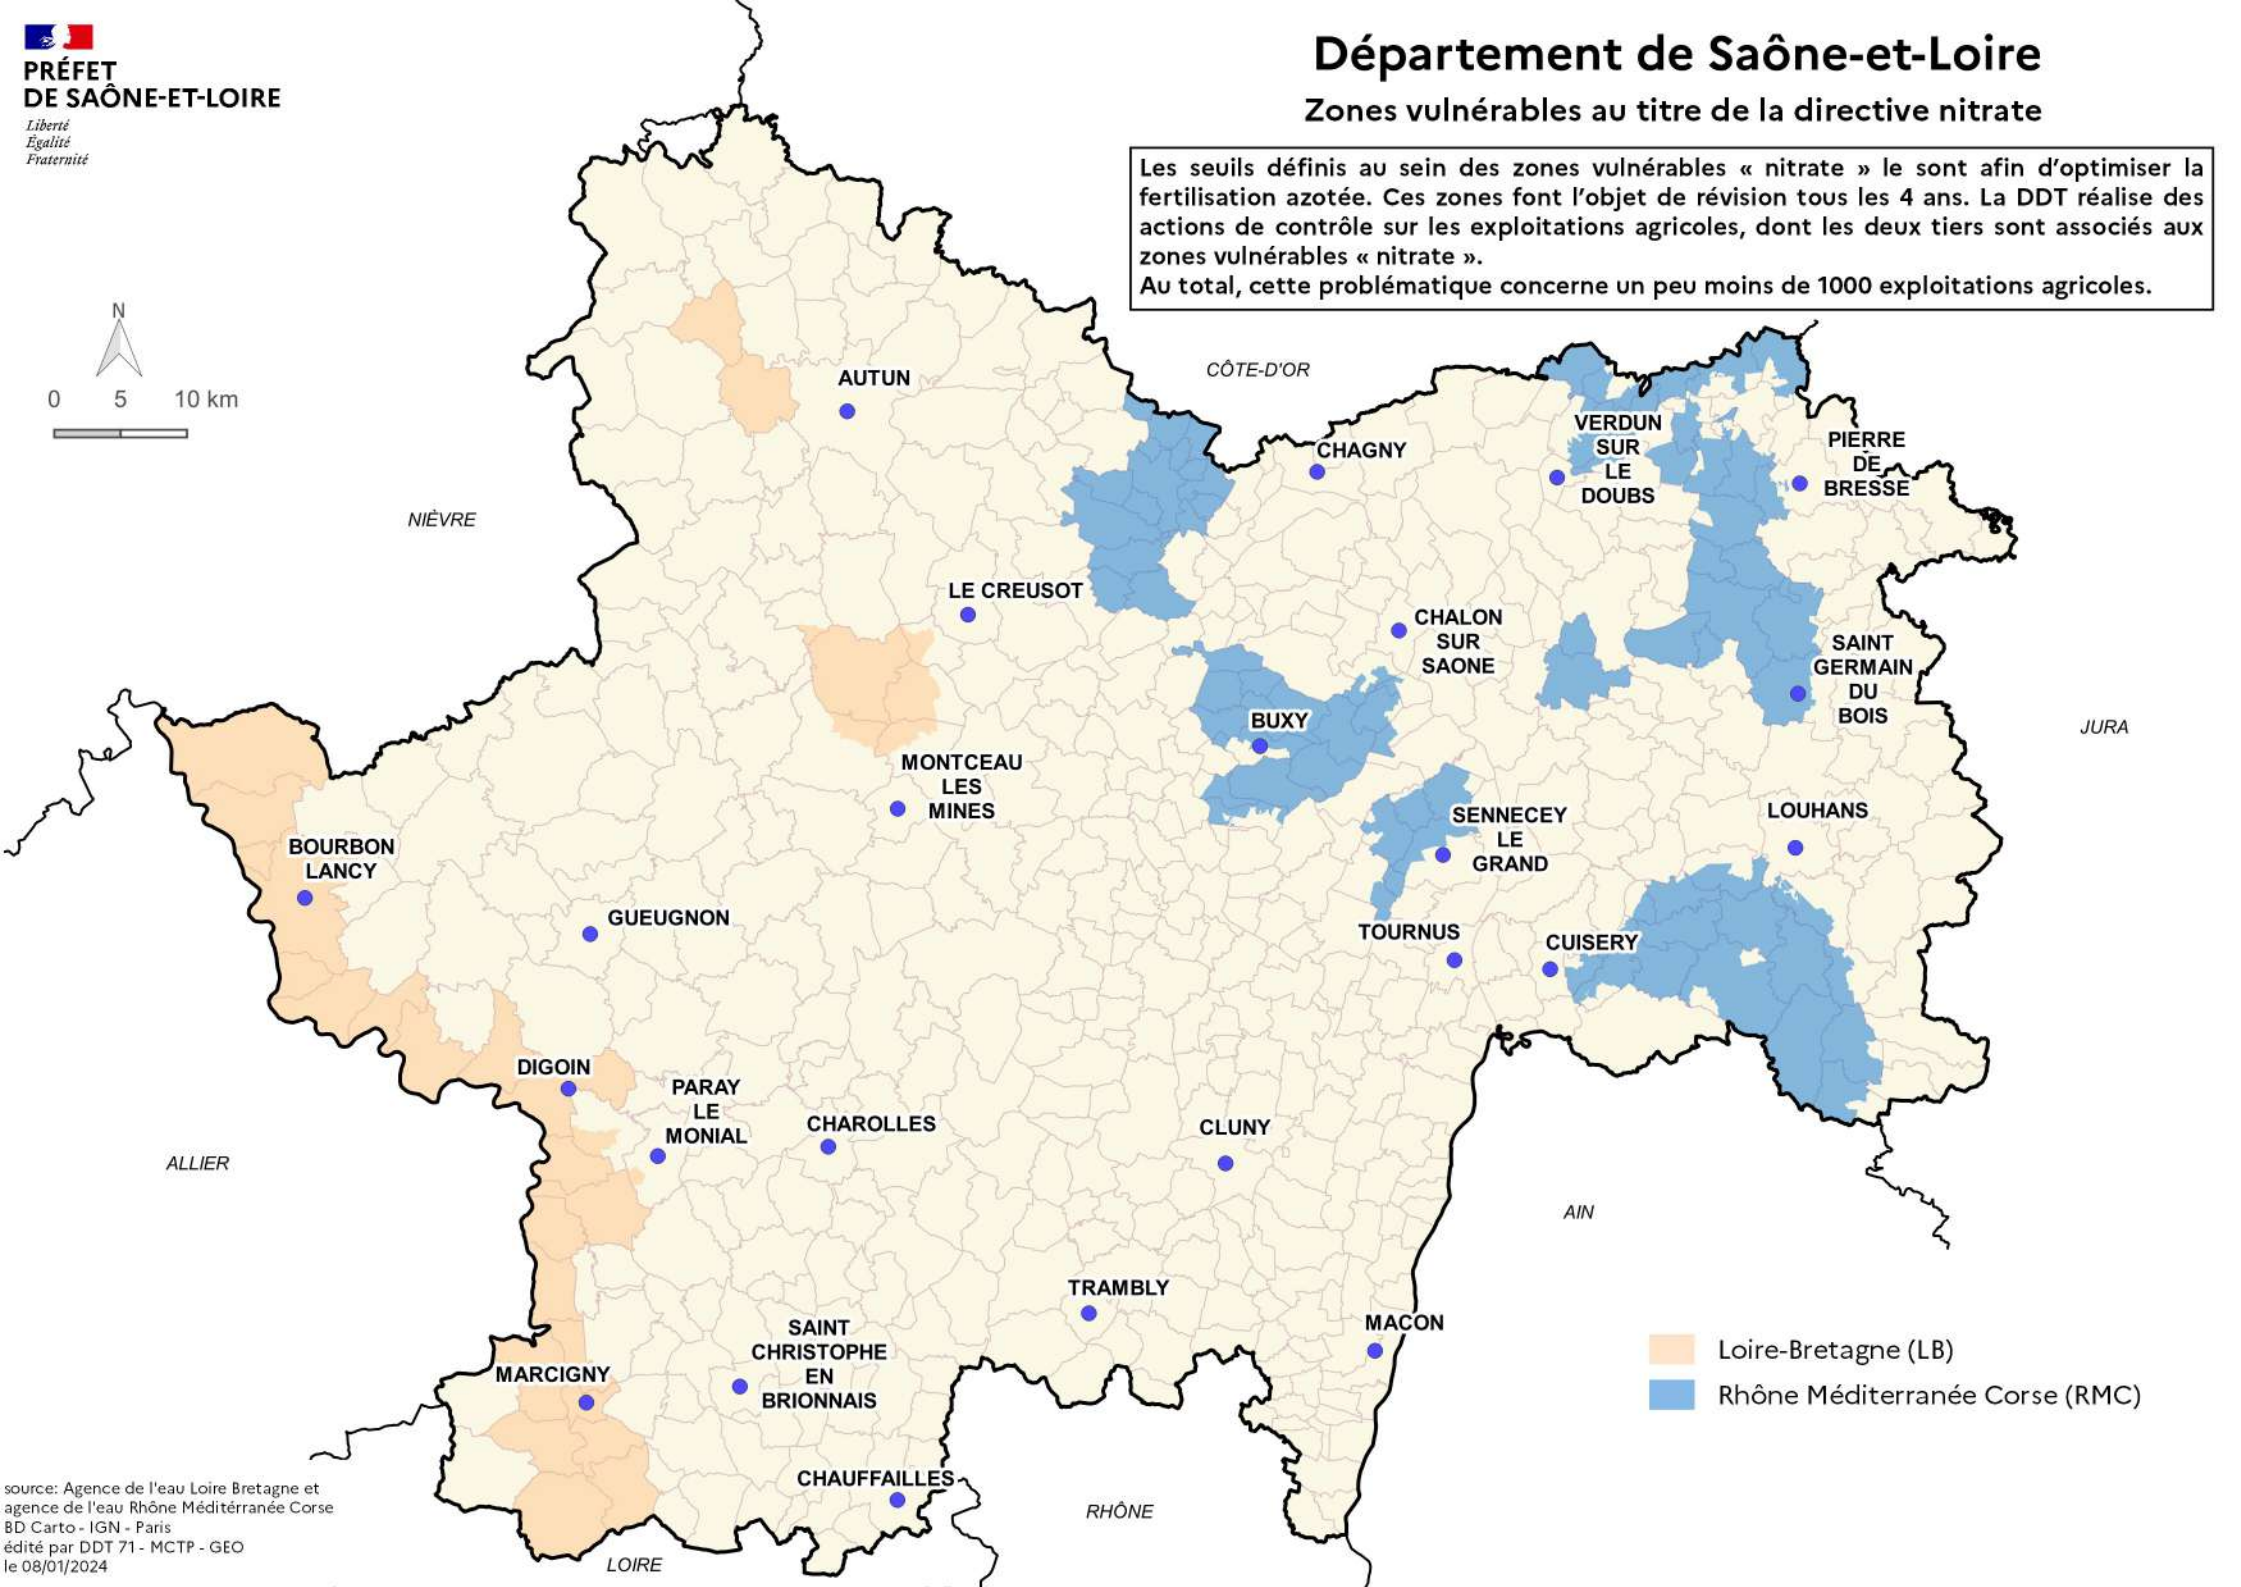 PRÉFET
DE SAÔNE-ET-LOIRE
Liberté
Égalité
Fraternité
Département de Saône-et-Loire
Zones vulnérables au titre de la directive nitrate
Les seuils définis au sein des zones vulnérables « nitrate » le sont afin d'optimiser la
fertilisation azotée. Ces zones font l'objet de révision tous les 4 ans. La DDT réalise des
actions de contrôle sur les exploitations agricoles, dont les deux tiers sont associés aux
zones vulnérables « nitrate ».
Au total, cette problématique concerne un peu moins de 1000 exploitations agricoles.
N
0 5 10 km
CÔTE-D'OR
AUTUN
CHAGNY
VERDUN
SUR
LE
DOUBS
PIERRE
DE
BRESSE
NIÈVRE
LE CREUSOT
CHALON
SUR
SAONE
SAINT
GERMAIN
DU
BOIS
BUXY
JURA
MONTCEAU
LES
MINES
SENNECEY
LE
GRAND
LOUHANS
BOURBON
LANCY
GUEUGNON
TOURNUS
CUISERY
DIGOIN
PARAY
LE
MONIAL
CHAROLLES
CLUNY
ALLIER
AIN
TRAMBLY
MACON
SAINT
CHRISTOPHE
EN
BRIONNAIS
MARCIGNY
CHAUFFAILLES
RHÔNE
LOIRE
Loire-Bretagne (LB)
Rhône Méditerranée Corse (RMC)
source: Agence de l'eau Loire Bretagne et
agence de l'eau Rhône Méditérranée Corse
BD Carto - IGN - Paris
édité par DDT 71 - MCTP - GEO
le 08/01/2024